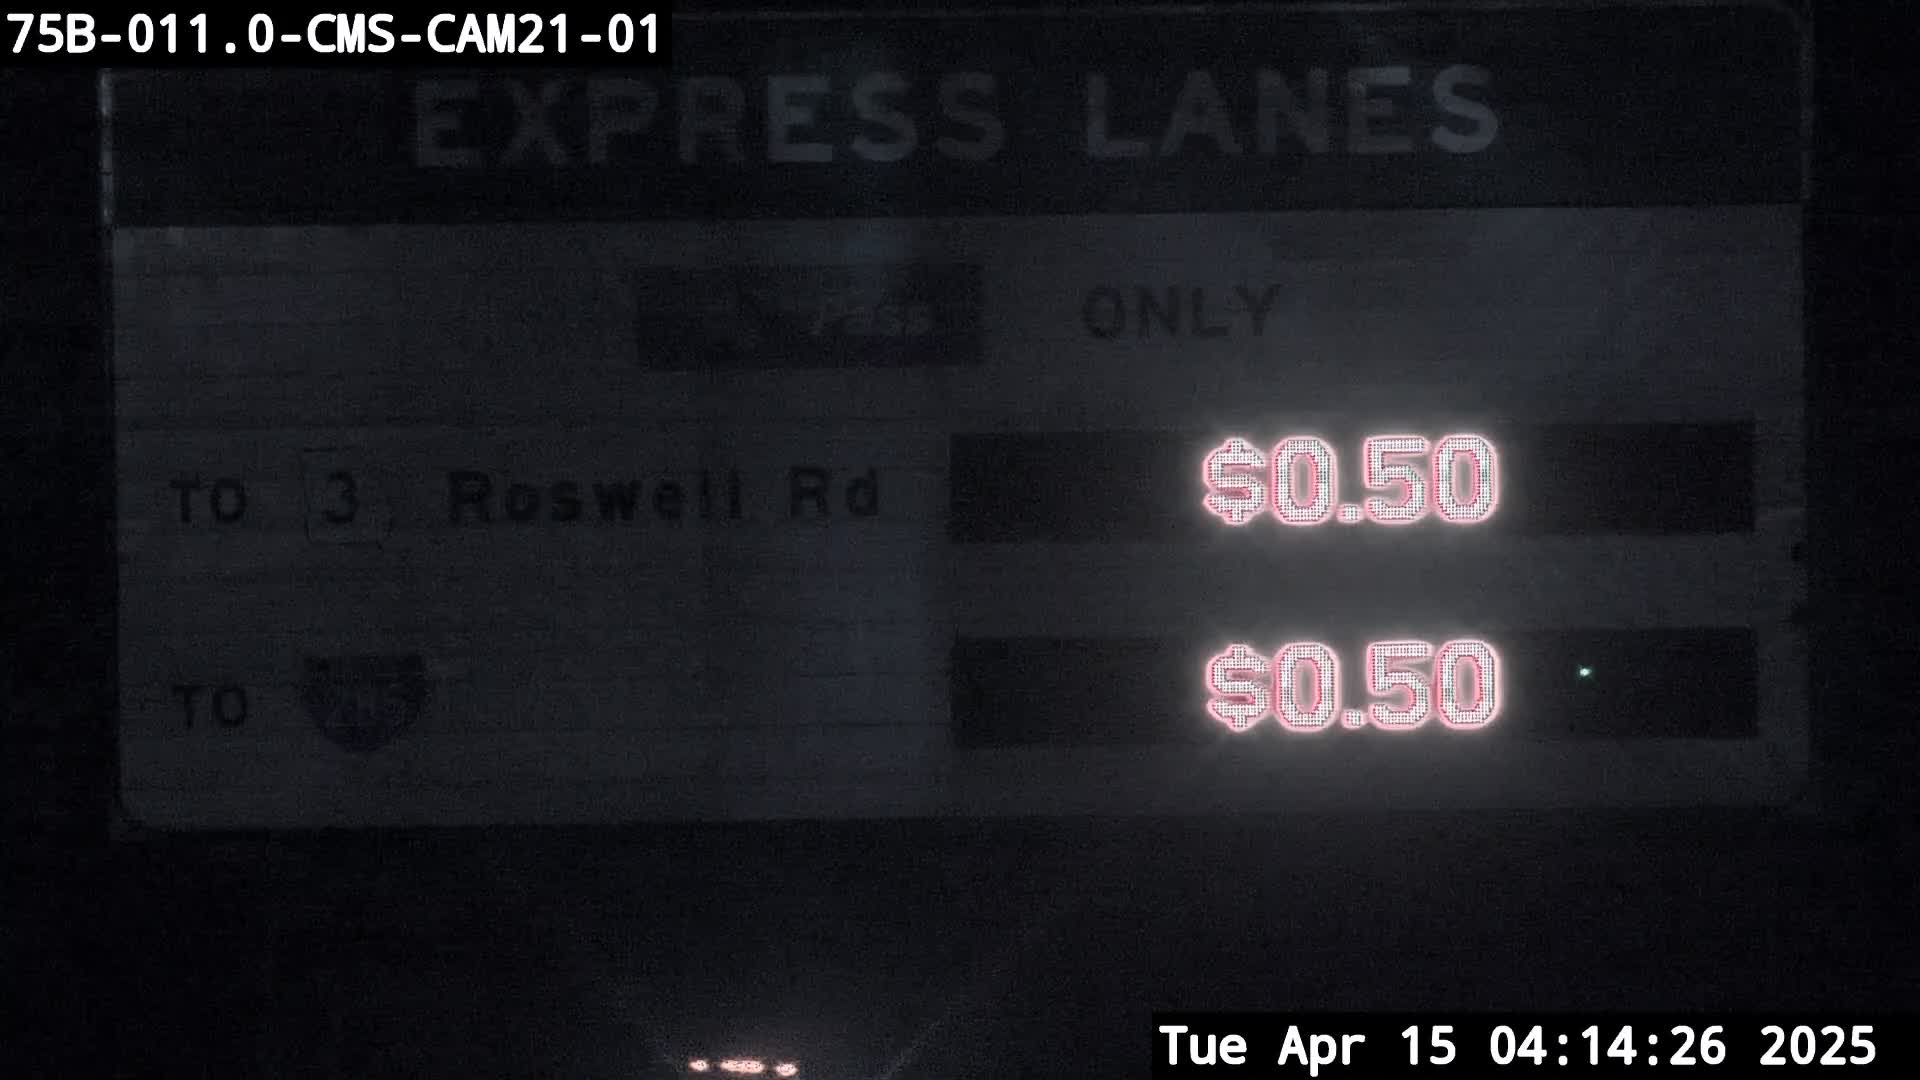 75B-011.0-CMS-CAM21-01
EXPRESS LANES
ONLY
TO 3 Roswell Rd $0.50
TO $0.50
Tue Apr 15 04:14:26 2025